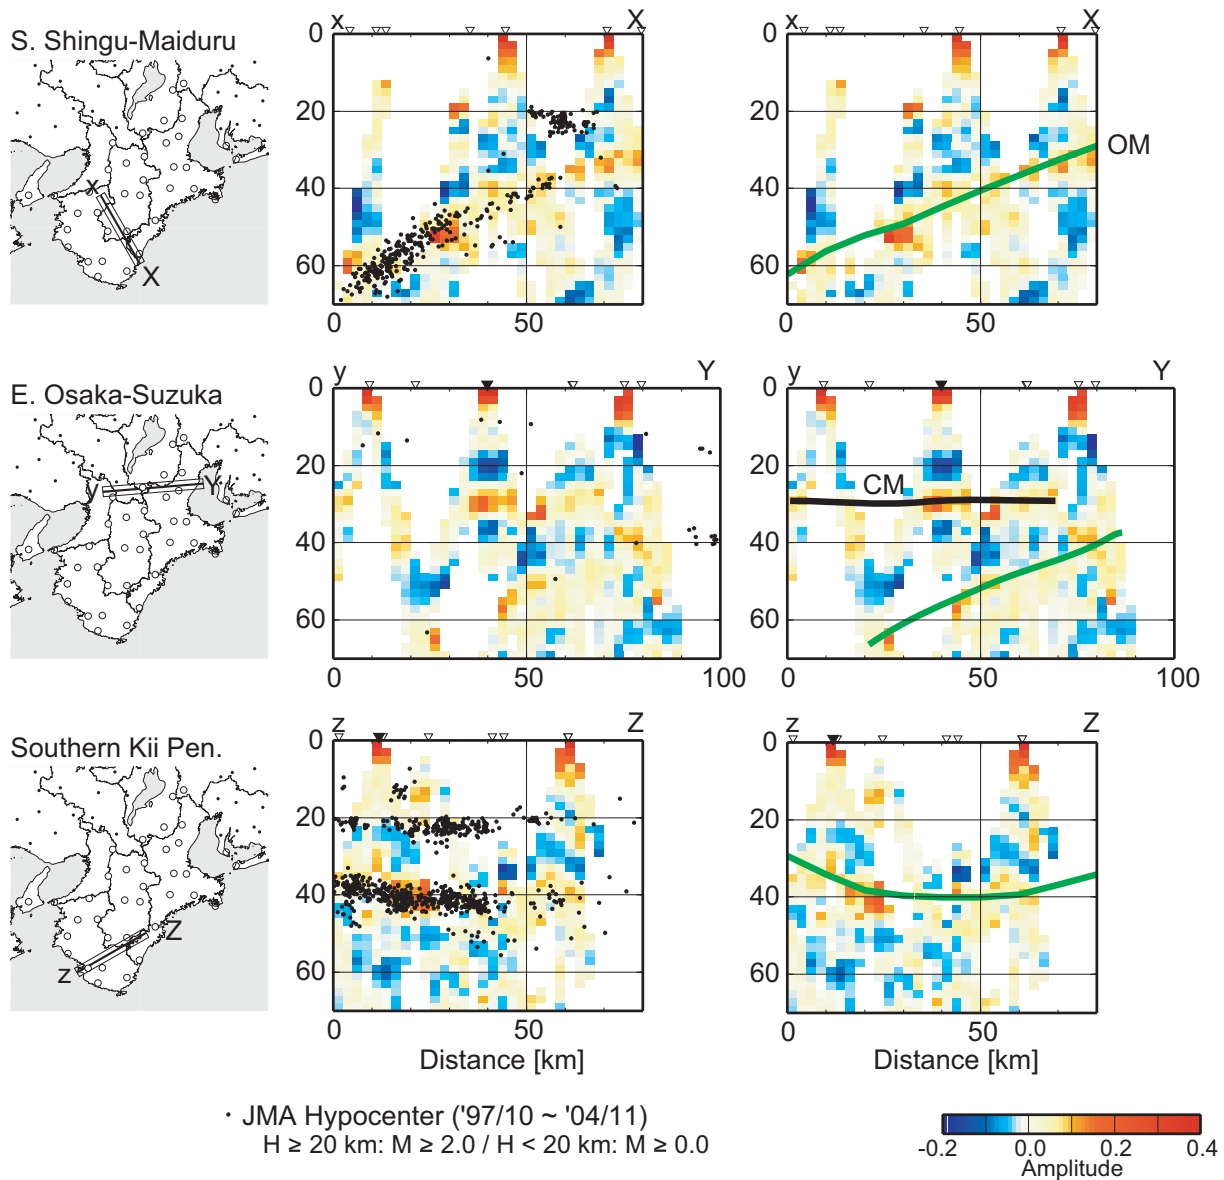 S. Shingu-Maiduru
x X
x X
0
20
40
60
0 50
x
X
0
20
40
60
0 50
OM
E. Osaka-Suzuka
y Y
y Y
0
20
40
60
0 50 100
y
Y
CM
0
20
40
60
0 50 100
Southern Kii Pen.
z Z
z Z
0
20
40
60
0 50
Distance [km]
z
Z
0
20
40
60
0 50
Distance [km]
· JMA Hypocenter ('97/10 ~ '04/11)
H ≥ 20 km: M ≥ 2.0 / H < 20 km: M ≥ 0.0
-0.2 0.0 0.2 0.4
Amplitude